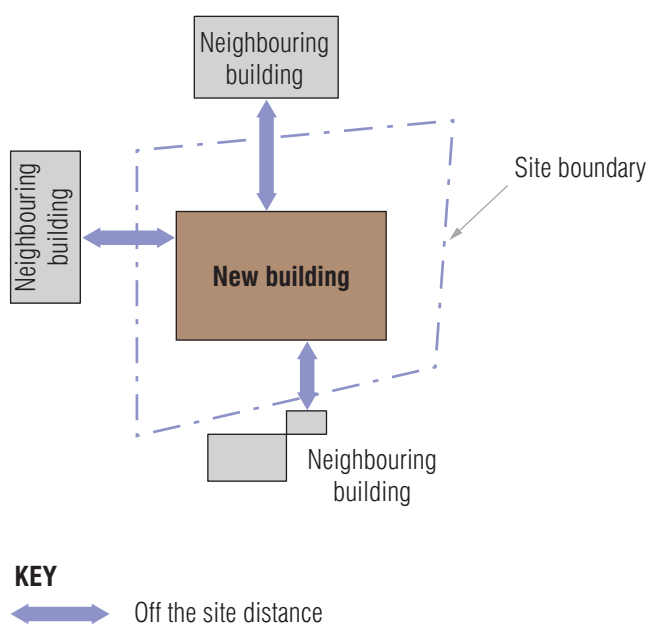 Neighbouring
building
Site boundary
Neighbouring
building
New building
Neighbouring
building
KEY
Off the site distance